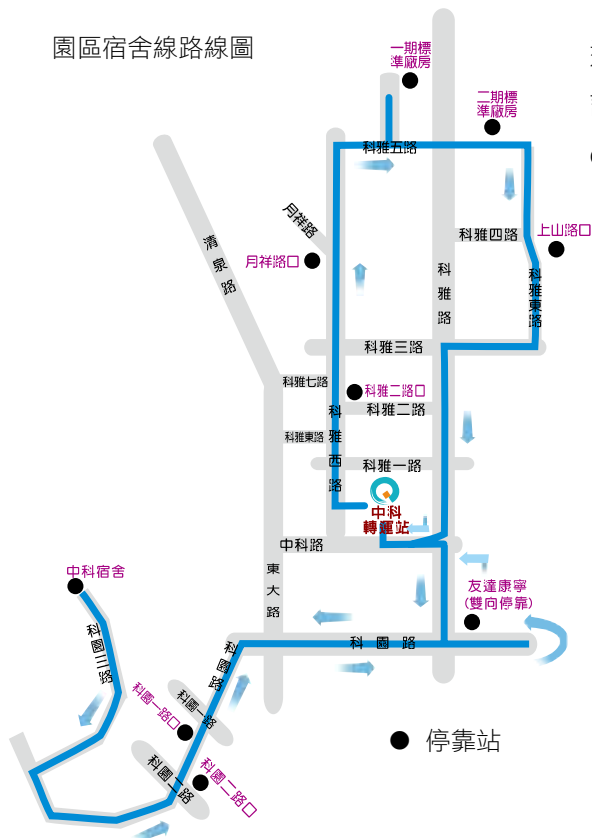 園區宿舍線路線圖
一期標
準廠房
二期標
準廠房
科雅五路
月祥路
科雅四路
上山路口
清泉路
月祥路口
科雅路
科雅東路
科雅三路
科雅七路
科雅二路口
科雅二路
科雅西路
科雅東路
科雅一路
中科
轉運站
中科路
中科宿舍
東大路
友達康寧
(雙向停靠)
科園三路
科園路
科園路
科園一路
科園一路口
科園二路
科園二路口
停靠站